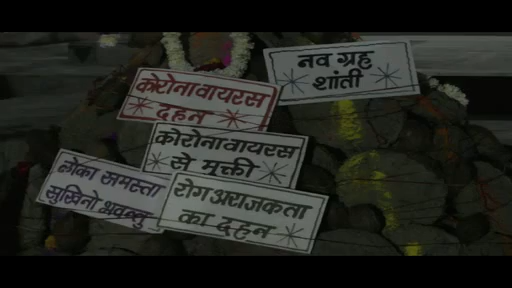 नव ग्रह
शांती
कोरोनावायरस
दहन
कोरोनावायरस
से मुक्ती
लोका समस्ता
सुखिनो भवन्तु
रोग अराजकता
का दहन